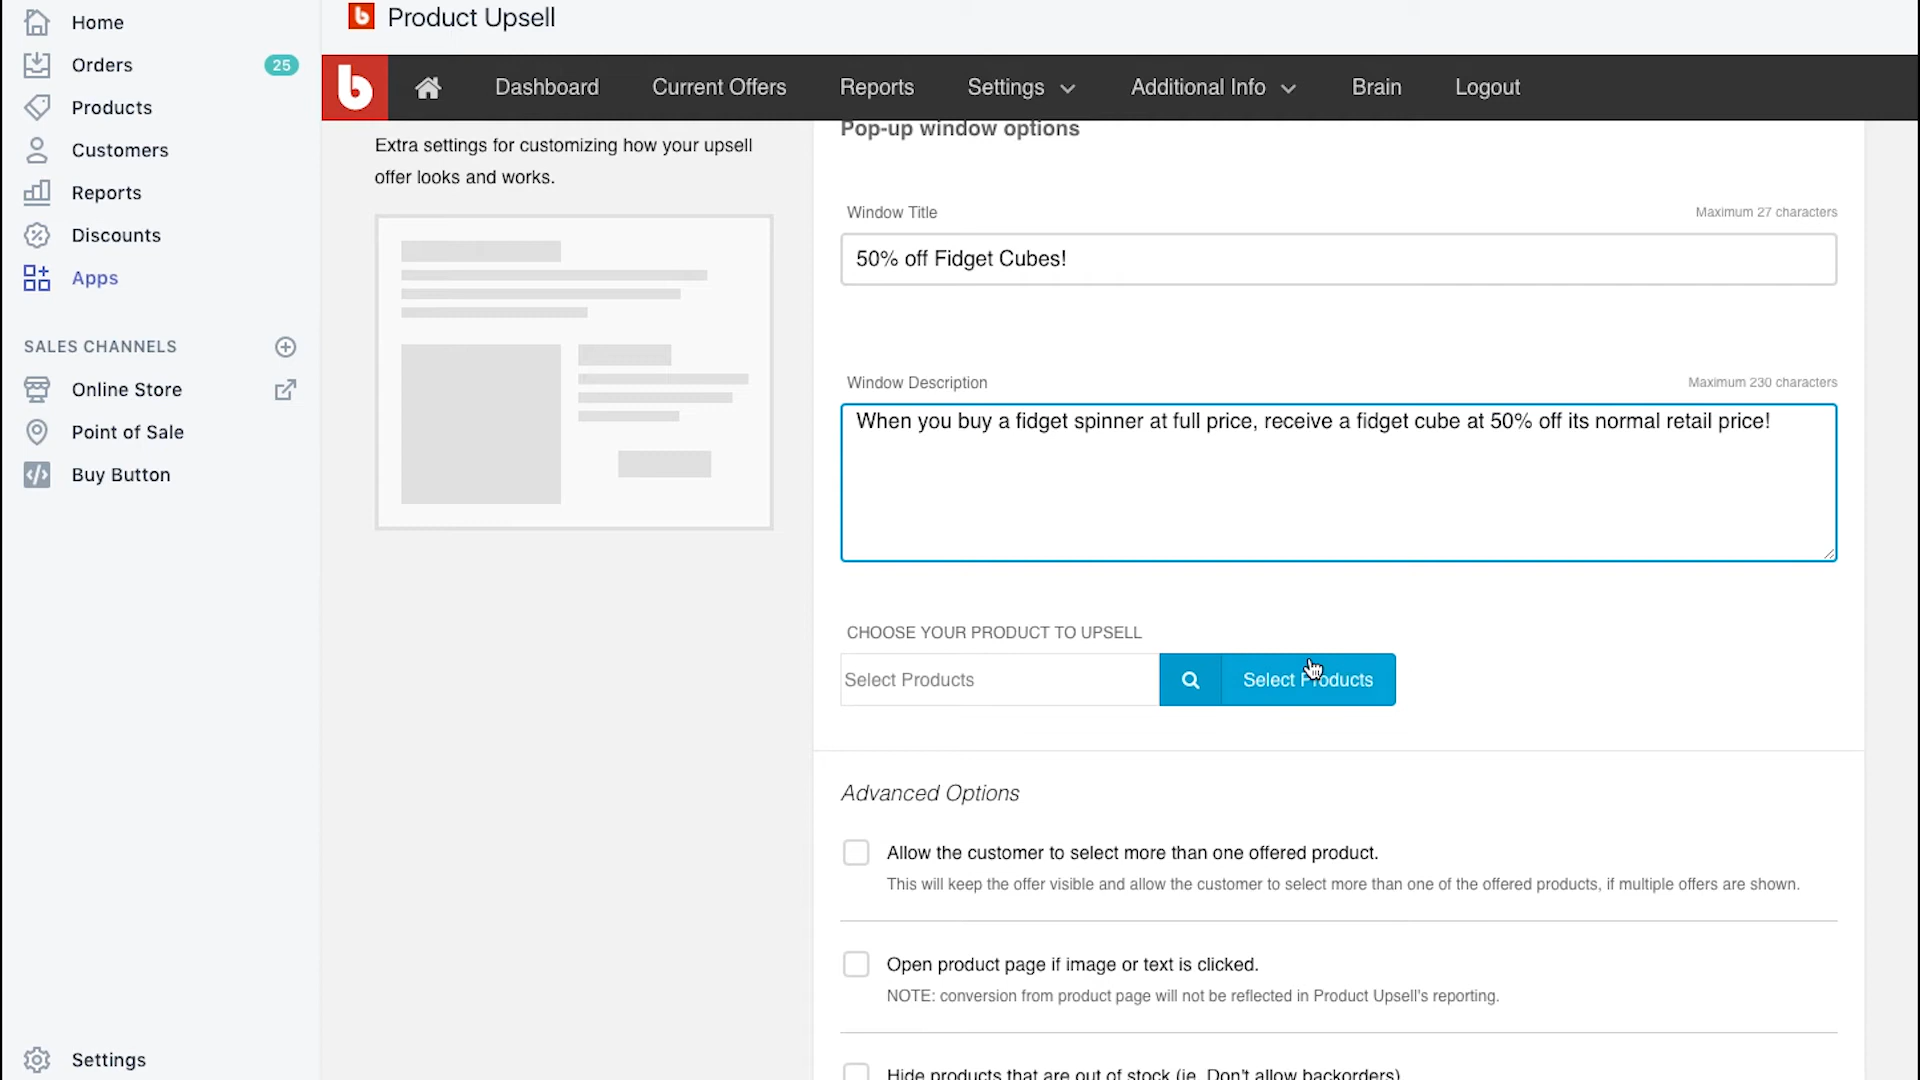 Home
Orders 25
Products
Customers
Reports
Discounts
Apps
SALES CHANNELS
Online Store
Point of Sale
Buy Button
Settings
b Product Upsell
b Dashboard Current Offers Reports Settings Additional Info Brain Logout
Extra settings for customizing how your upsell
offer looks and works.
Pop-up window options
Window Title Maximum 27 characters
50% off Fidget Cubes!
Window Description Maximum 230 characters
When you buy a fidget spinner at full price, receive a fidget cube at 50% off its normal retail price!
CHOOSE YOUR PRODUCT TO UPSELL
Select Products Select Products
Advanced Options
Allow the customer to select more than one offered product.
This will keep the offer visible and allow the customer to select more than one of the offered products, if multiple offers are shown.
Open product page if image or text is clicked.
NOTE: conversion from product page will not be reflected in Product Upsell's reporting.
Hide products that are out of stock (ie. Don't allow backorders)